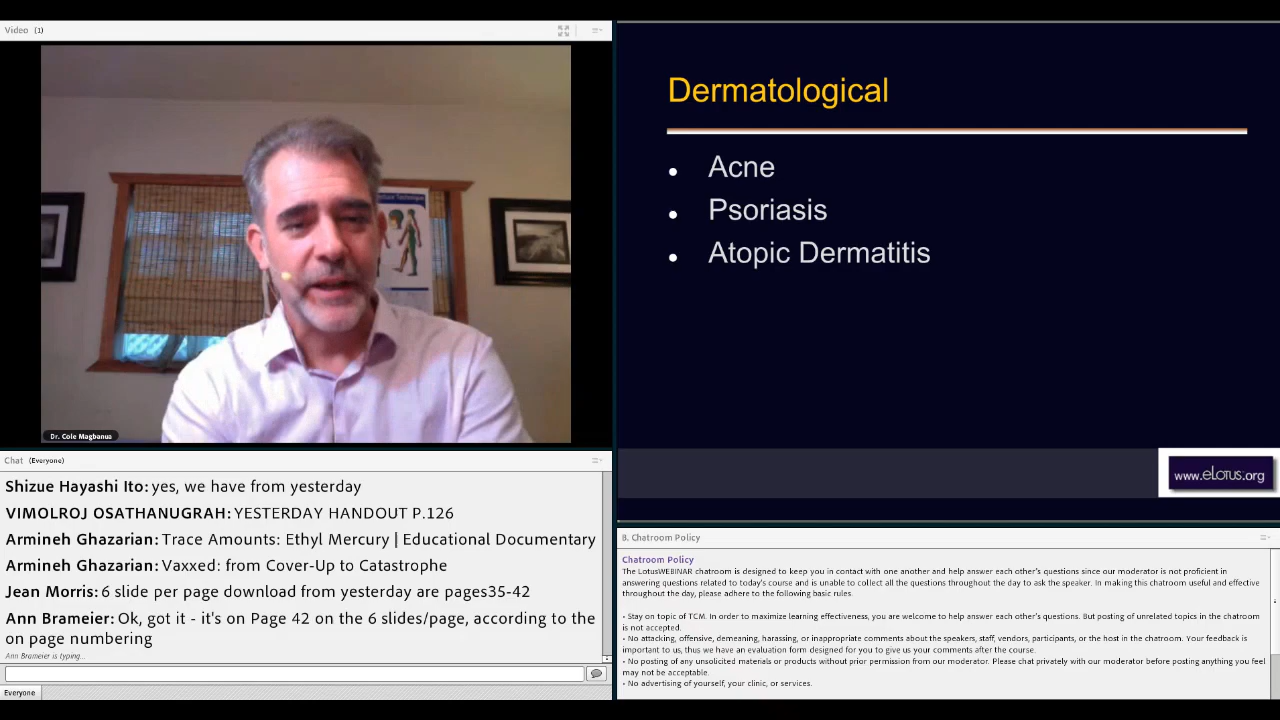 Video (1)
Technique
Dr. Cole Magbanua
Dermatological
• Acne
• Psoriasis
• Atopic Dermatitis
www.eLotus.org
Chat (Everyone)
Shizue Hayashi Ito: yes, we have from yesterday
VIMOLROJ OSATHANUGRAH: YESTERDAY HANDOUT P.126
Armineh Ghazarian: Trace Amounts: Ethyl Mercury | Educational Documentary
Armineh Ghazarian: Vaxxed: from Cover-Up to Catastrophe
Jean Morris: 6 slide per page download from yesterday are pages35-42
Ann Brameier: Ok, got it - it's on Page 42 on the 6 slides/page, according to the
on page numbering
Ann Brameier is typing...
Everyone
B. Chatroom Policy
Chatroom Policy
The LotusWEBINAR chatroom is designed to keep you in contact with one another and help answer each other's questions since our moderator is not proficient in
answering questions related to today's course and is unable to collect all the questions throughout the day to ask the speaker. In making this chatroom useful and effective
throughout the day, please adhere to the following basic rules.
• Stay on topic of TCM. In order to maximize learning effectiveness, you are welcome to help answer each other's questions. But posting of unrelated topics in the chatroom
is not accepted.
• No attacking, offensive, demeaning, harassing, or inappropriate comments about the speakers, staff, vendors, participants, or the host in the chatroom. Your feedback is
important to us, thus we have an evaluation form designed for you to give us your comments after the course.
• No posting of any unsolicited materials or products without prior permission from our moderator. Please chat privately with our moderator before posting anything you feel
may not be acceptable.
• No advertising of yourself, your clinic, or services.